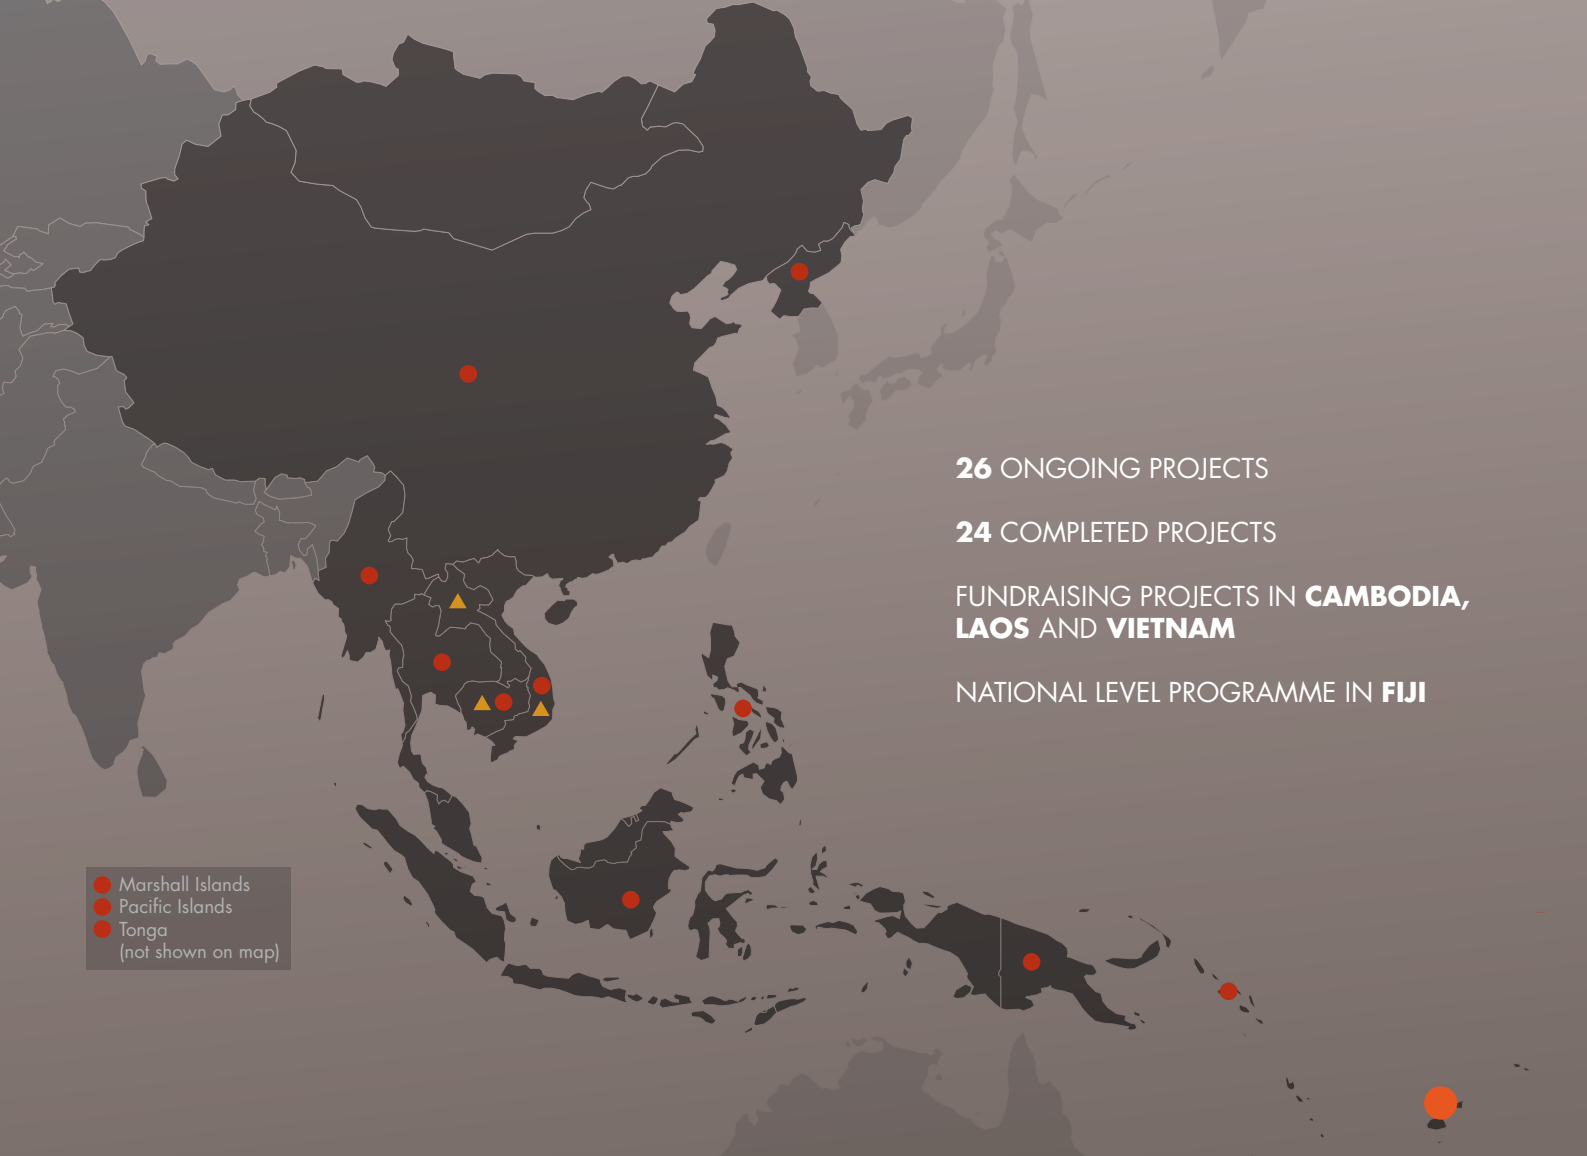 26 ONGOING PROJECTS
24 COMPLETED PROJECTS
FUNDRAISING PROJECTS IN CAMBODIA,
LAOS AND VIETNAM
NATIONAL LEVEL PROGRAMME IN FIJI
Marshall Islands
Pacific Islands
Tonga
(not shown on map)